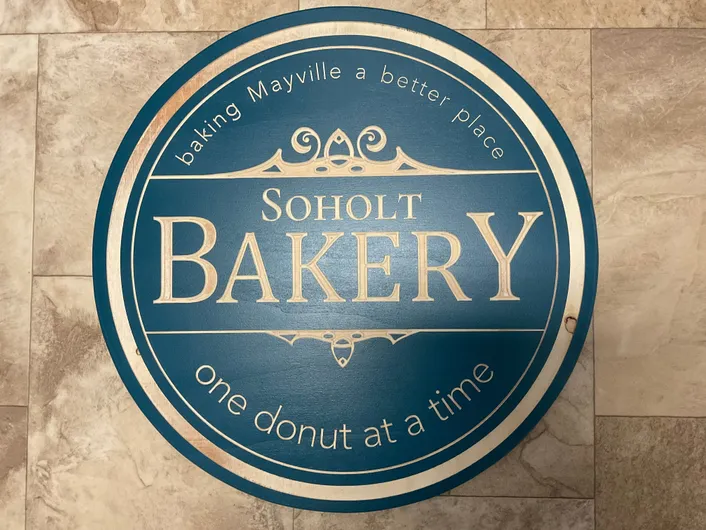 baking Mayville a better place
SOHOLT
BAKERY
one donut at a time